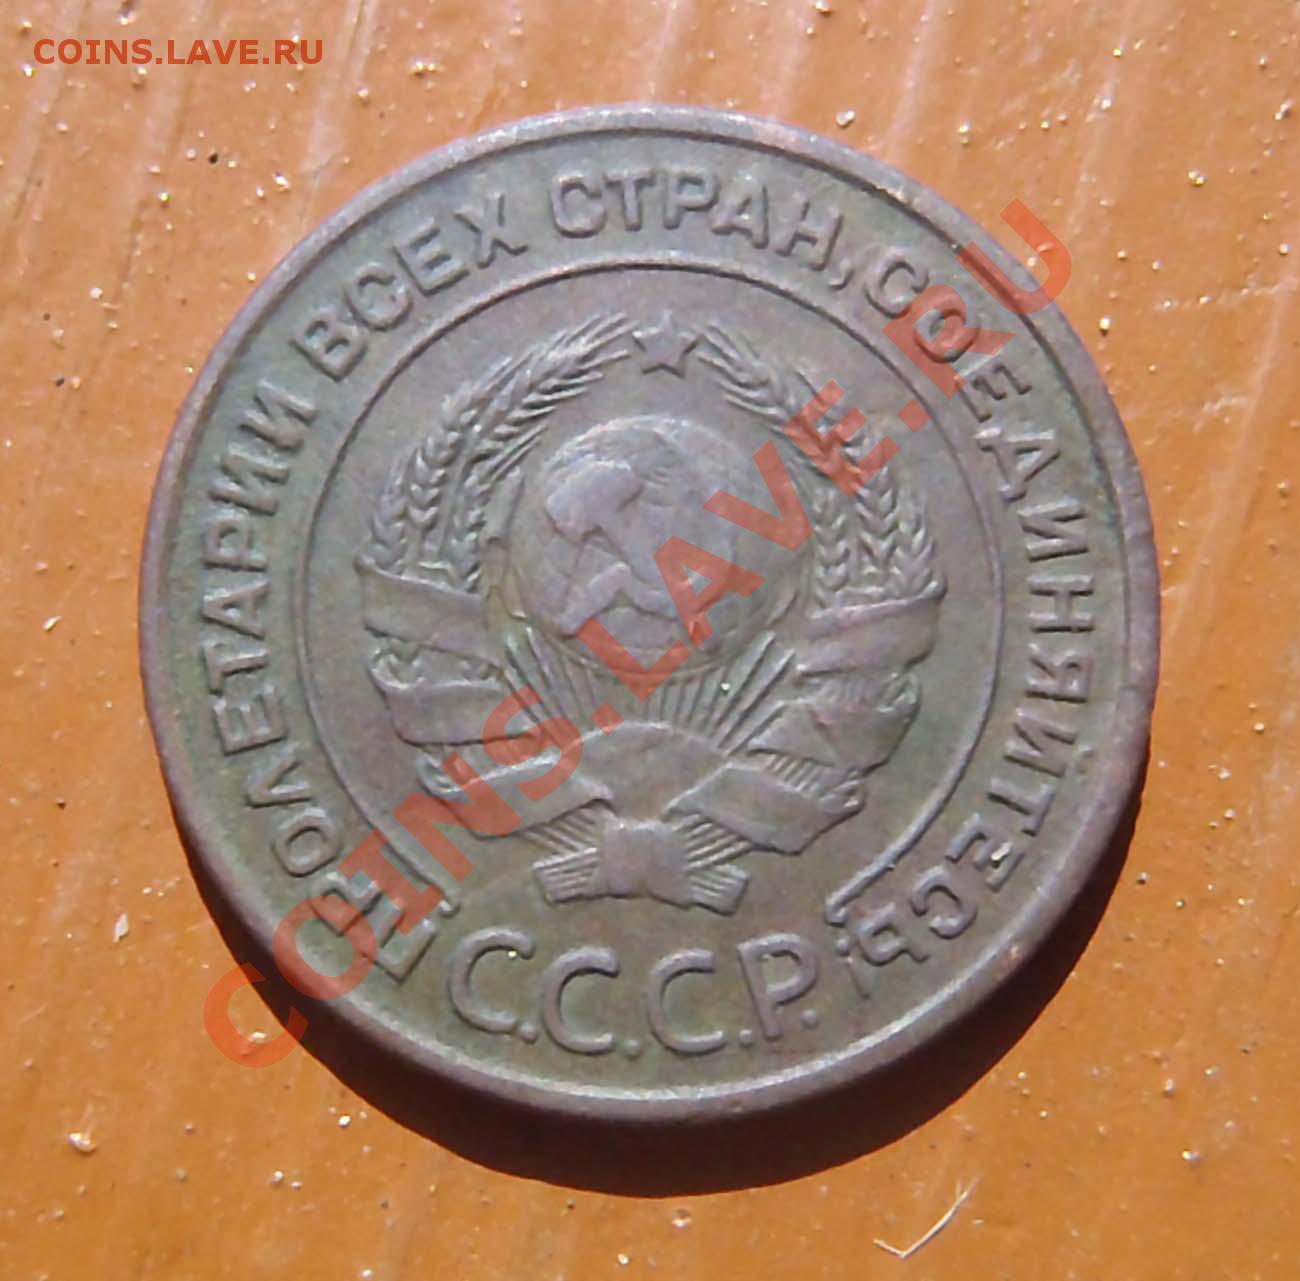 COINS.LAVE.RU
ПРОЛЕТАРИИ ВСЕХ СТРАН, СОЕДИНЯЙТЕСЬ!
С.С.С.Р.
COINS.LAVE.RU